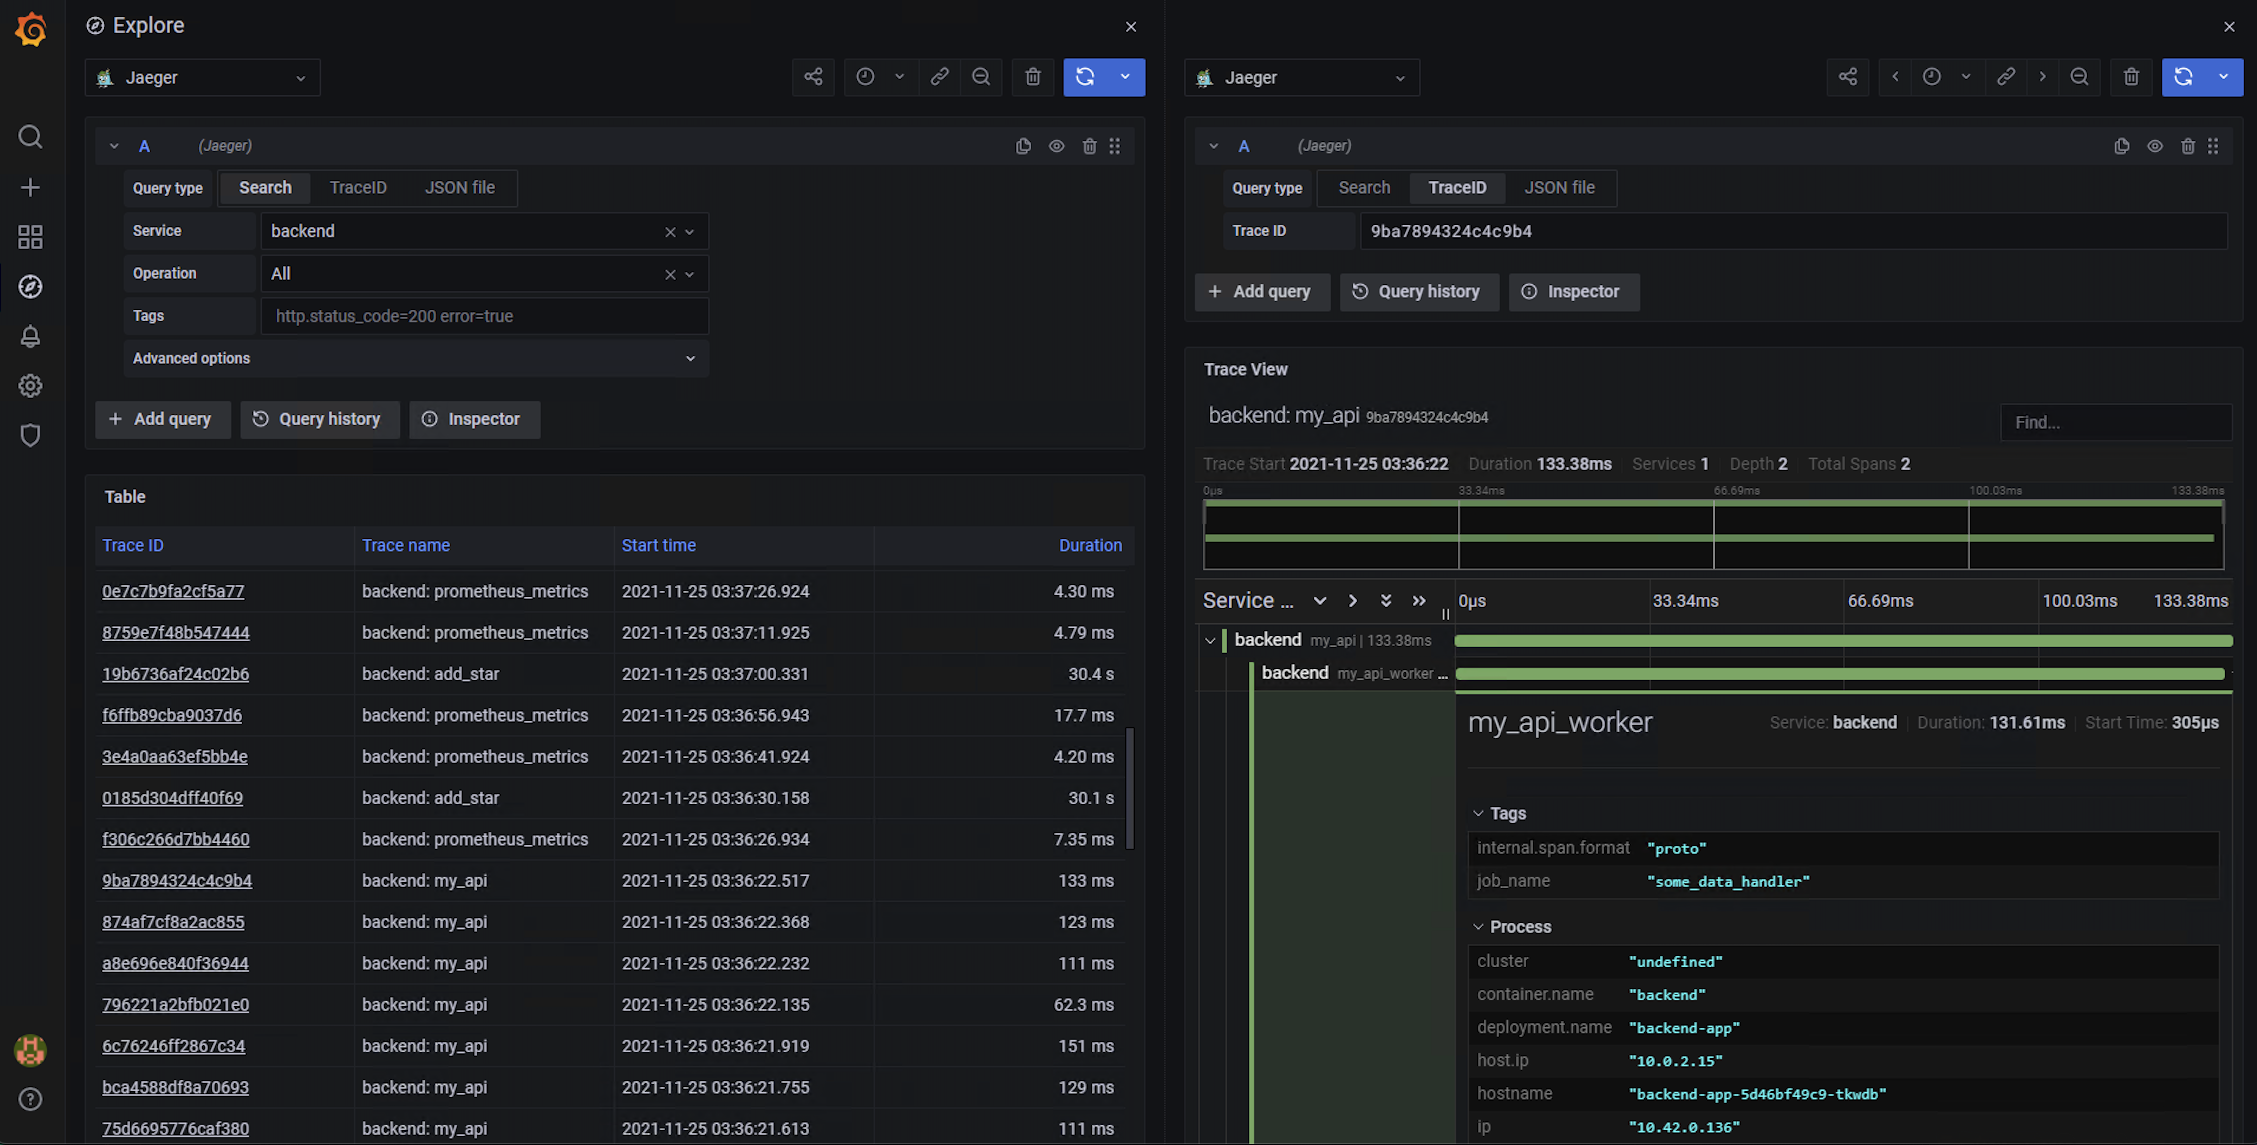 Explore
Jaeger
A (Jaeger)
Query type Search TraceID JSON file
Service backend
Operation All
Tags http.status_code=200 error=true
Advanced options
+ Add query Query history Inspector
Table
Trace ID Trace name Start time Duration
0e7c7b9fa2cf5a77 backend: prometheus_metrics 2021-11-25 03:37:26.924 4.30 ms
8759e7f48b547444 backend: prometheus_metrics 2021-11-25 03:37:11.925 4.79 ms
19b6736af24c02b6 backend: add_star 2021-11-25 03:37:00.331 30.4 s
f6ffb89cba9037d6 backend: prometheus_metrics 2021-11-25 03:36:56.943 17.7 ms
3e4a0aa63ef5bb4e backend: prometheus_metrics 2021-11-25 03:36:41.924 4.20 ms
0185d304dff40f69 backend: add_star 2021-11-25 03:36:30.158 30.1 s
f306c266d7bb4460 backend: prometheus_metrics 2021-11-25 03:36:26.934 7.35 ms
9ba7894324c4c9b4 backend: my_api 2021-11-25 03:36:22.517 133 ms
874af7cf8a2ac855 backend: my_api 2021-11-25 03:36:22.368 123 ms
a8e696e840f36944 backend: my_api 2021-11-25 03:36:22.232 111 ms
796221a2bfb021e0 backend: my_api 2021-11-25 03:36:22.135 62.3 ms
6c76246ff2867c34 backend: my_api 2021-11-25 03:36:21.919 151 ms
bca4588df8a70693 backend: my_api 2021-11-25 03:36:21.755 129 ms
75d6695776caf380 backend: my_api 2021-11-25 03:36:21.613 111 ms
Jaeger
A (Jaeger)
Query type Search TraceID JSON file
Trace ID 9ba7894324c4c9b4
+ Add query Query history Inspector
Trace View
backend: my_api 9ba7894324c4c9b4 Find...
Trace Start 2021-11-25 03:36:22 Duration 133.38ms Services 1 Depth 2 Total Spans 2
0μs 33.34ms 66.69ms 100.03ms 133.38ms
Service ... 0μs 33.34ms 66.69ms 100.03ms 133.38ms
backend my_api | 133.38ms
backend my_api_worker ...
my_api_worker Service: backend Duration: 131.61ms Start Time: 305μs
Tags
internal.span.format "proto"
job_name "some_data_handler"
Process
cluster "undefined"
container.name "backend"
deployment.name "backend-app"
host.ip "10.0.2.15"
hostname "backend-app-5d46bf49c9-tkwdb"
ip "10.42.0.136"